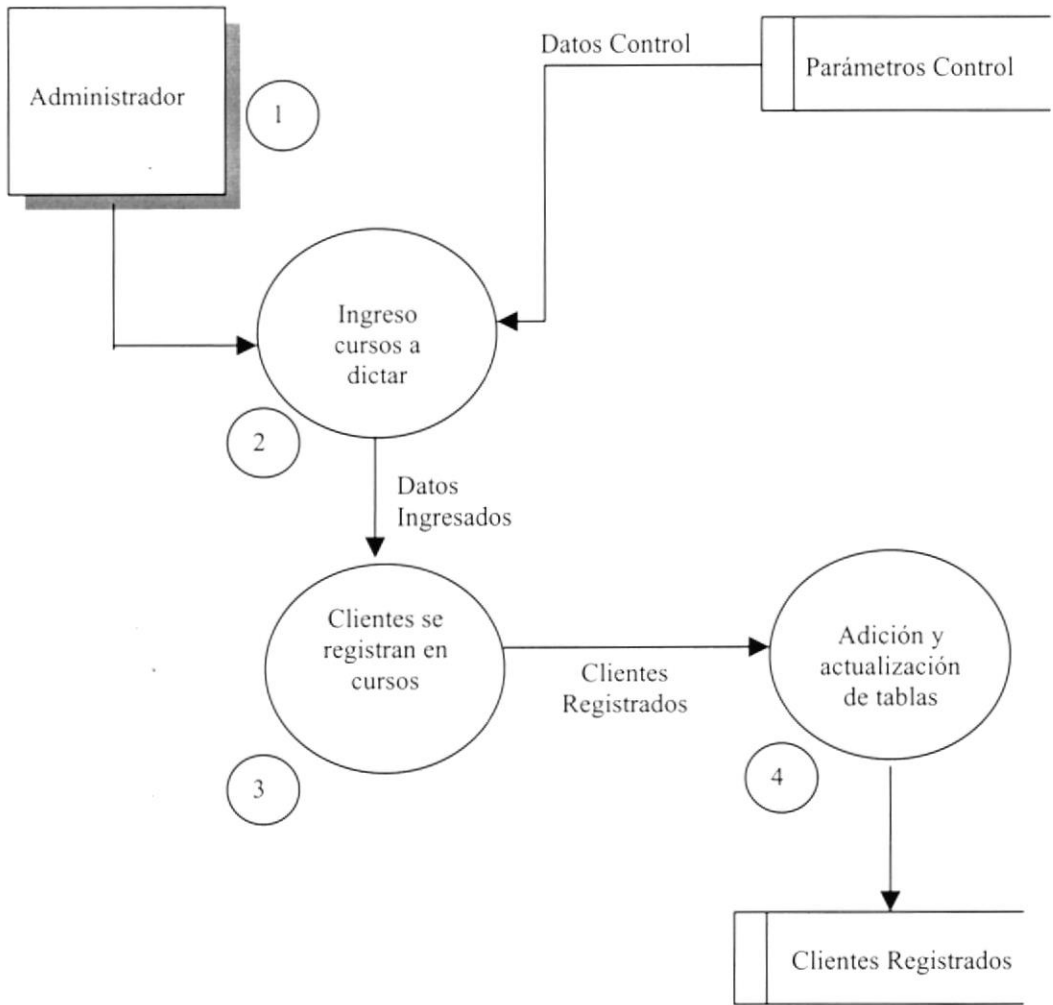 Datos Control
Parámetros Control
Administrador
1
Ingreso
cursos a
dictar
2
Datos
Ingresados
Clientes se
registran en
cursos
Clientes
Registrados
Adición y
actualización
de tablas
3
4
Clientes Registrados